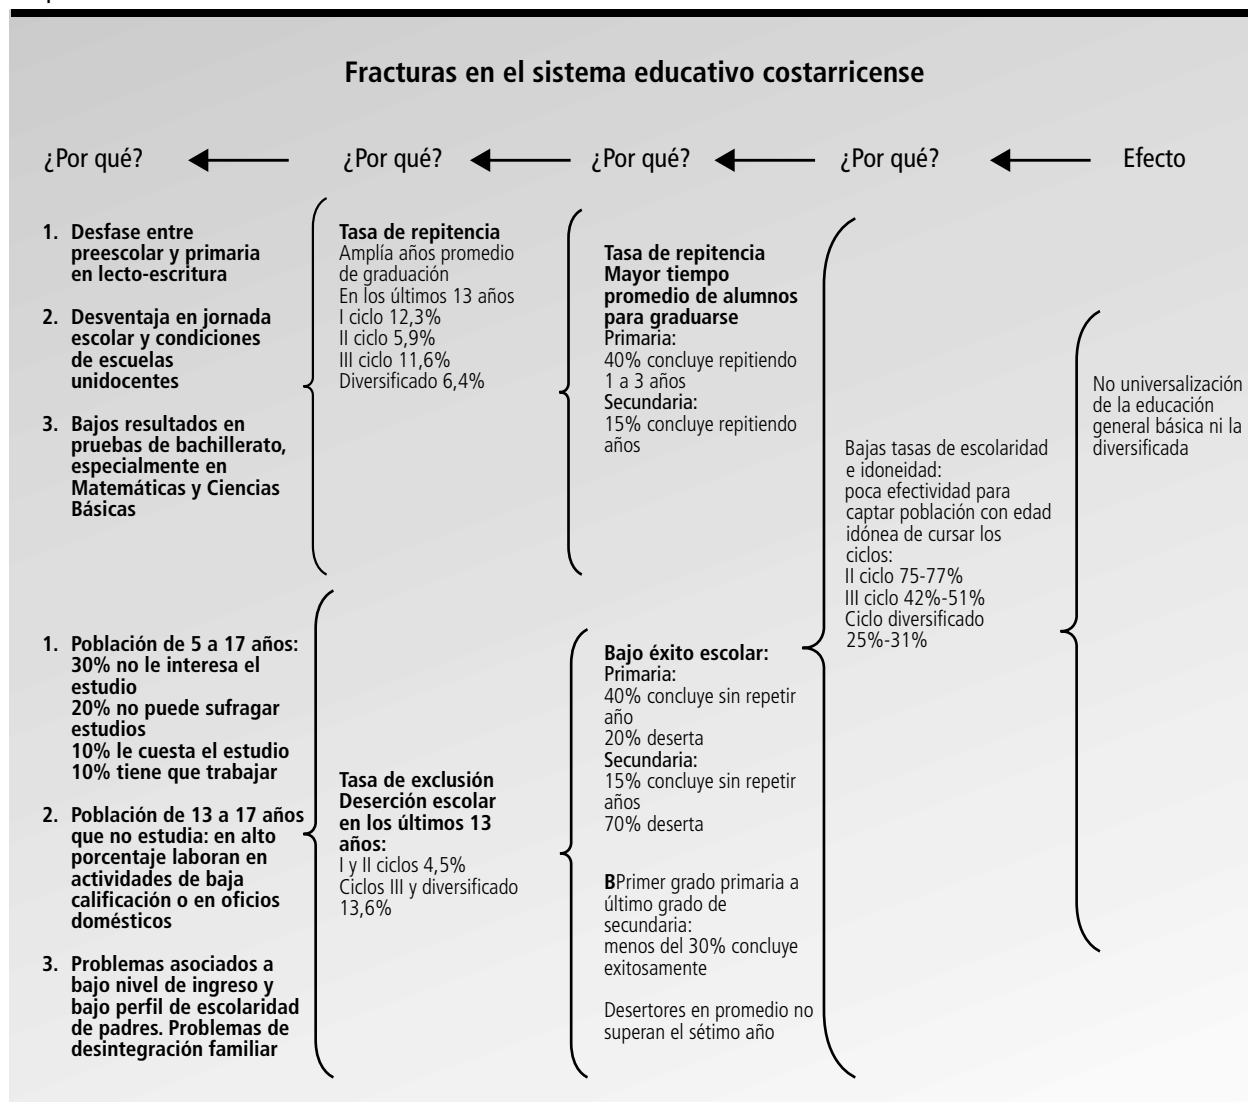 Fracturas en el sistema educativo costarricense
¿Por qué?
¿Por qué?
¿Por qué?
¿Por qué?
Efecto
1. Desfase entre
preescolar y primaria
en lecto-escritura
2. Desventaja en jornada
escolar y condiciones
de escuelas
unidocentes
3. Bajos resultados en
pruebas de bachillerato,
especialmente en
Matemáticas y Ciencias
Básicas
1. Población de 5 a 17 años:
30% no le interesa el
estudio
20% no puede sufragar
estudios
10% le cuesta el estudio
10% tiene que trabajar
2. Población de 13 a 17 años
que no estudia: en alto
porcentaje laboran en
actividades de baja
calificación o en oficios
domésticos
3. Problemas asociados a
bajo nivel de ingreso y
bajo perfil de escolaridad
de padres. Problemas de
desintegración familiar
Tasa de repitencia
Amplía años promedio
de graduación
En los últimos 13 años
I ciclo 12,3%
II ciclo 5,9%
III ciclo 11,6%
Diversificado 6,4%
Tasa de exclusión
Deserción escolar
en los últimos 13
años:
I y II ciclos 4,5%
Ciclos III y diversificado
13,6%
Tasa de repitencia
Mayor tiempo
promedio de alumnos
para graduarse
Primaria:
40% concluye repitiendo
1 a 3 años
Secundaria:
15% concluye repitiendo
años
Bajo éxito escolar:
Primaria:
40% concluye sin repetir
año
20% deserta
Secundaria:
15% concluye sin repetir
años
70% deserta
BPrimer grado primaria a
último grado de
secundaria:
menos del 30% concluye
exitosamente
Desertores en promedio no
superan el sétimo año
Bajas tasas de escolaridad
e idoneidad:
poca efectividad para
captar población con edad
idónea de cursar los
ciclos:
II ciclo 75-77%
III ciclo 42%-51%
Ciclo diversificado
25%-31%
No universalización
de la educación
general básica ni la
diversificada